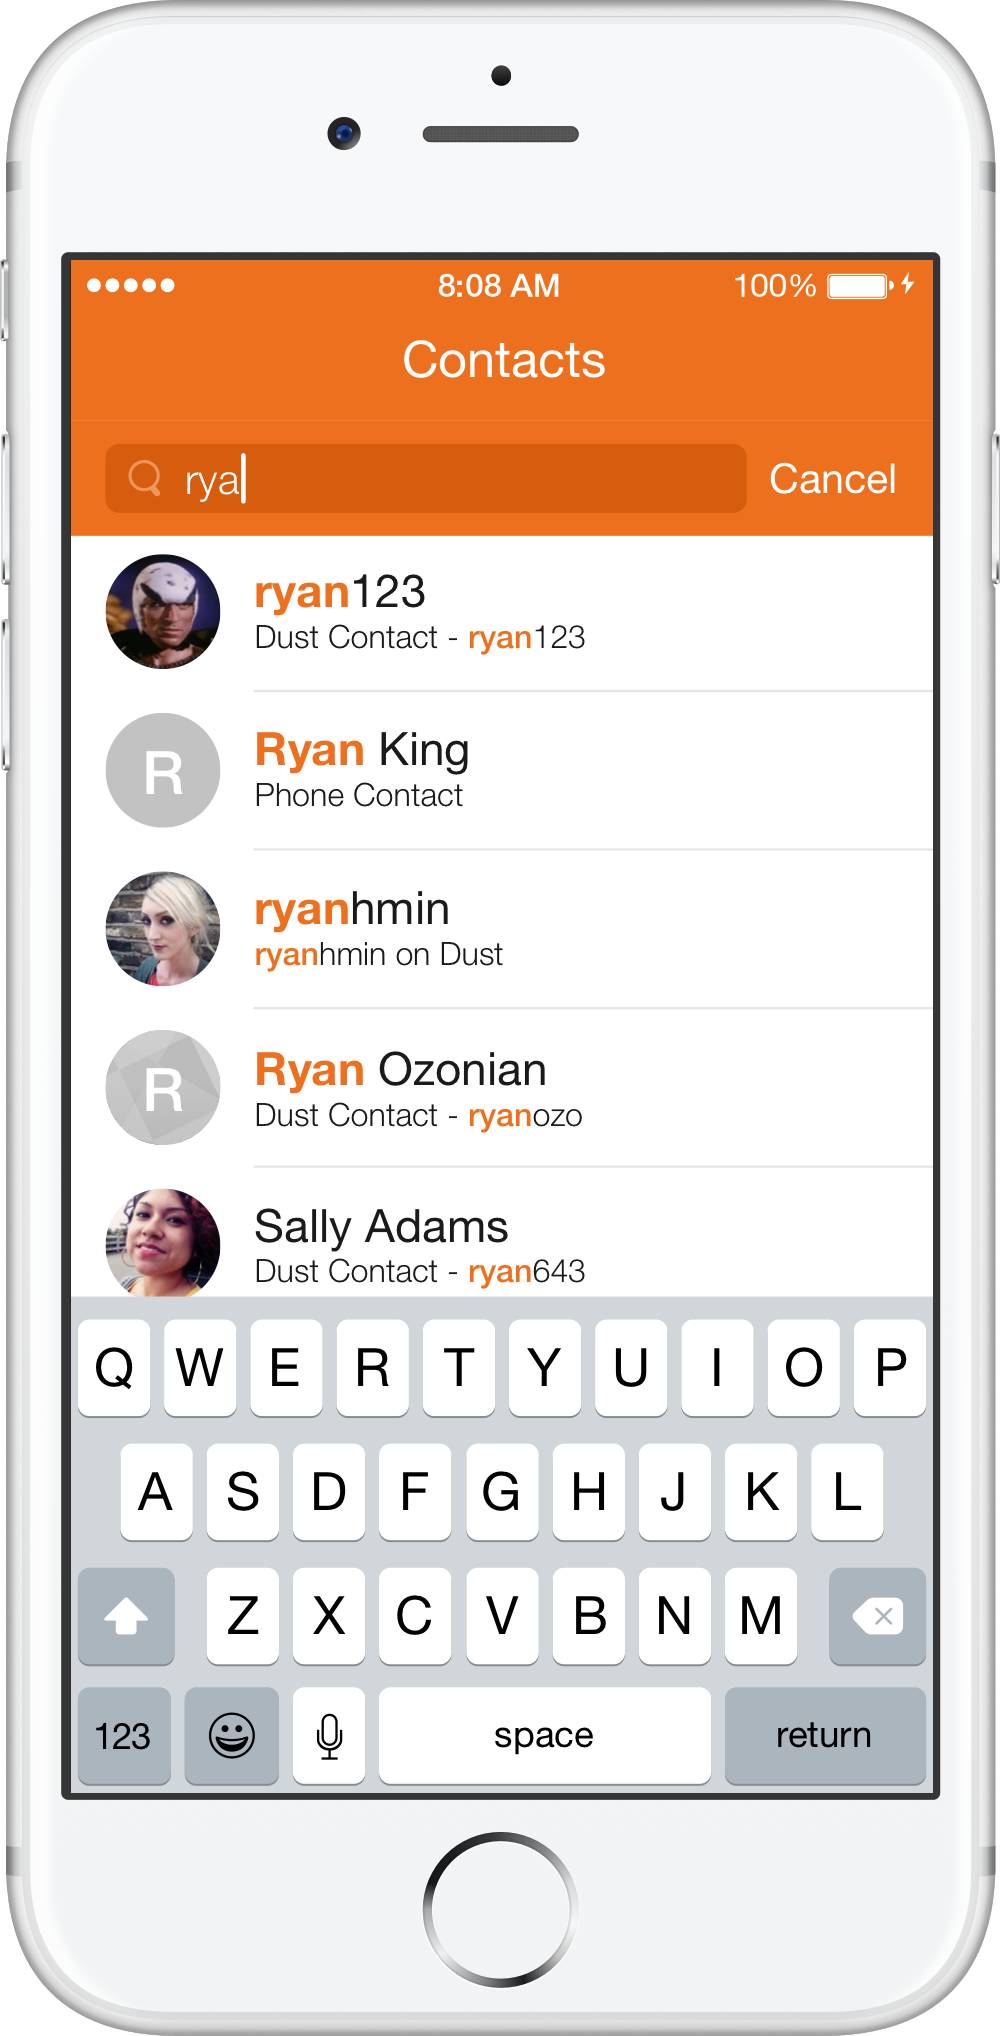 8:08 AM 100%
Contacts
rya Cancel
ryan123
Dust Contact - ryan123
R
Ryan King
Phone Contact
ryanhmin
ryanhmin on Dust
R
Ryan Ozonian
Dust Contact - ryanozo
Sally Adams
Dust Contact - ryan643
Q W E R T Y U I O P
A S D F G H J K L
Z X C V B N M
123 space return